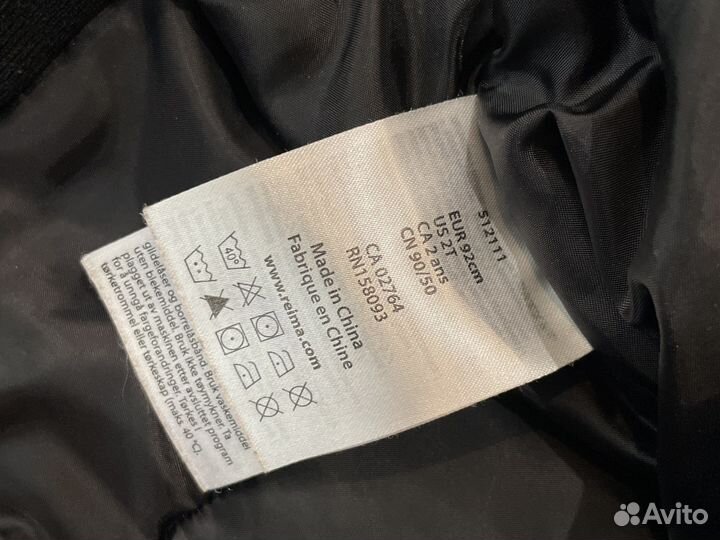 512111
EUR 92cm
US 2T
CA 2 ans
CN 90/50
CA 02764
RN158093
Made in China
Fabrique en Chine
www.reima.com
40°
glidelåser og borrelåsbånd. Bruk vaskemiddel
uten blekemiddel. Bruk ikke tøymykner. Ta
plagget ut av maskinen etter avsluttet program
for å unngå fargeforandringer. Tørkes i
tørketrommel eller tørkeskap (maks. 40 °C).
Avito